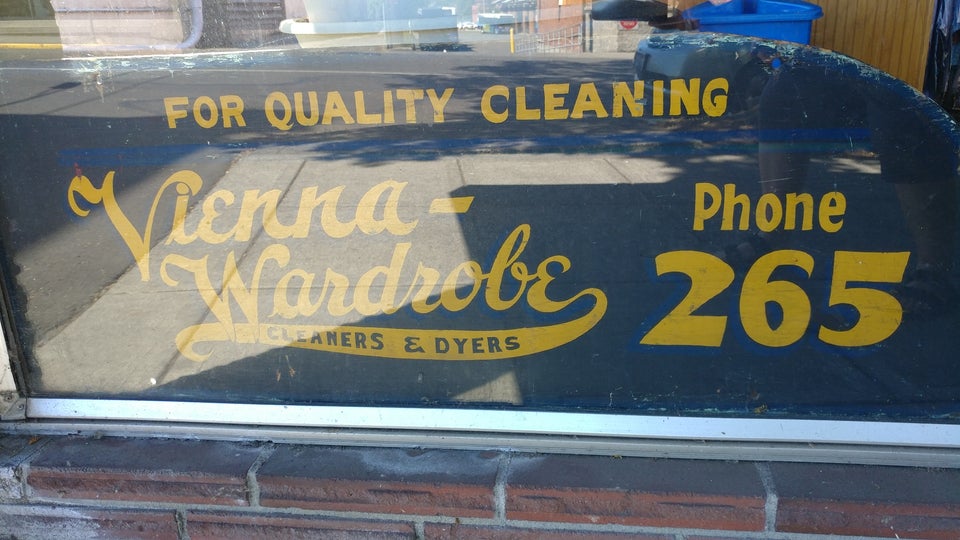 FOR QUALITY CLEANING
Vienna-
Wardrobe
CLEANERS & DYERS
Phone
265